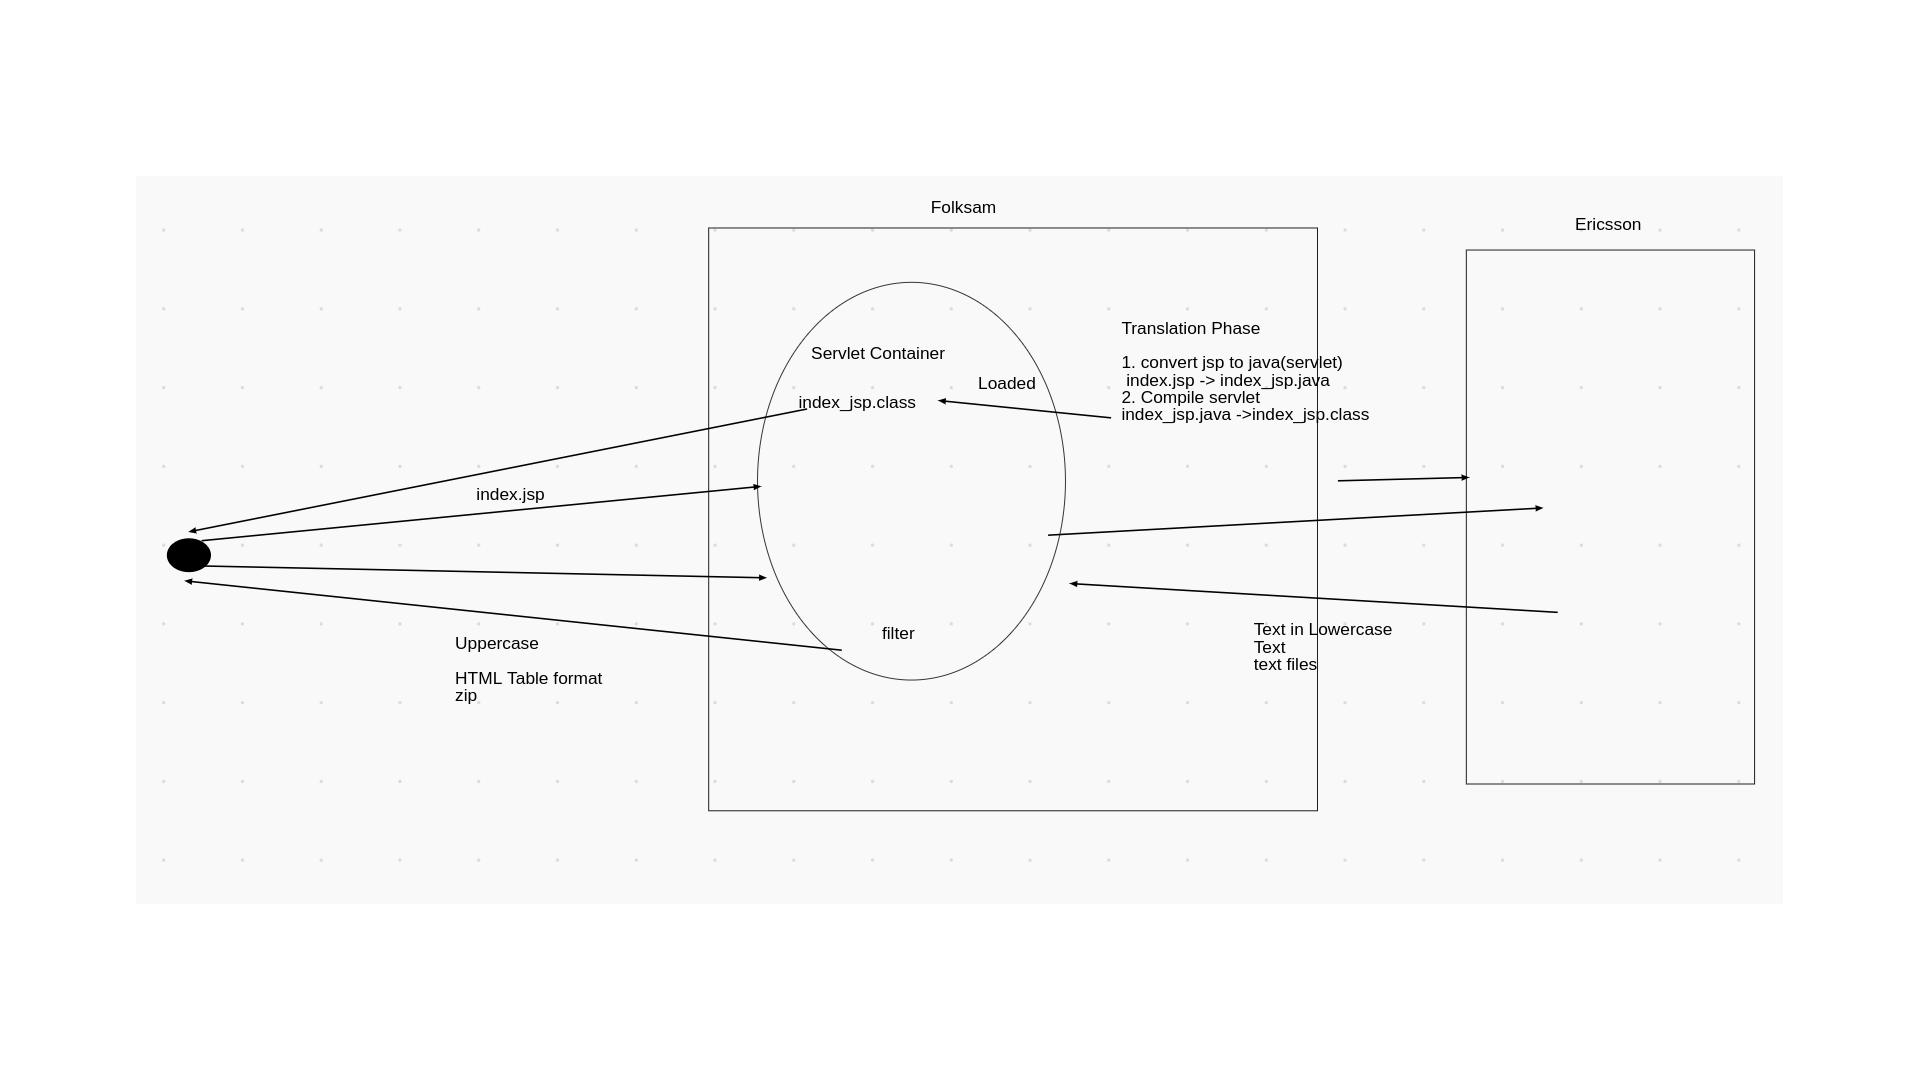 Folksam
Ericsson
Translation Phase
Servlet Container
1. convert jsp to java(servlet)
index.jsp -> index_jsp.java
Loaded
2. Compile servlet
index_jsp.class
index_jsp.java ->index_jsp.class
index.jsp
filter
Text in Lowercase
Text
text files
Uppercase
HTML Table format
zip